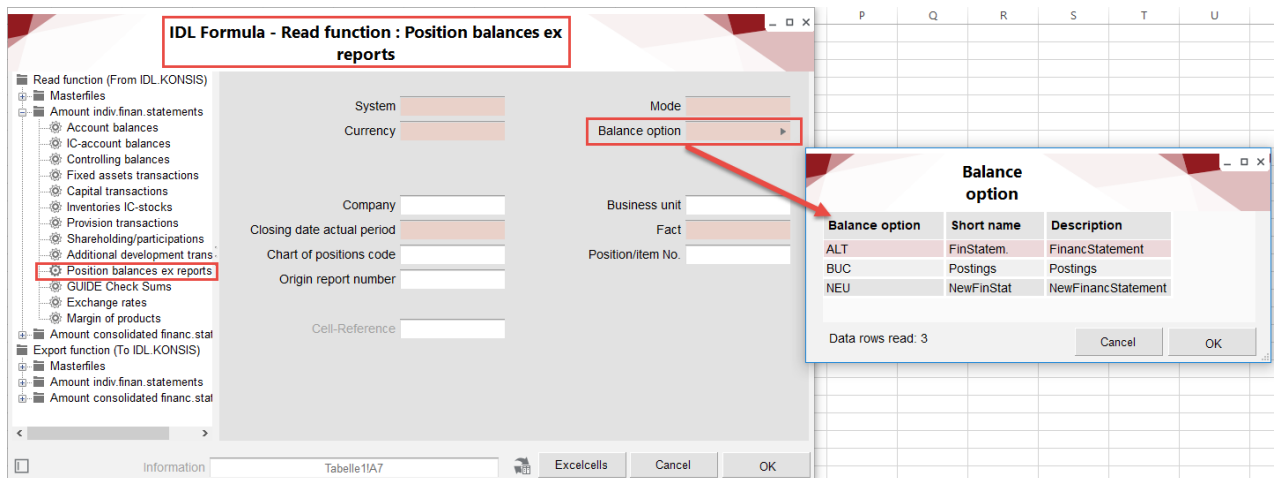 P Q R S T U
IDL Formula - Read function : Position balances ex
reports
Read function (From IDL.KONSIS)
Masterfiles
Amount indiv.finan.statements
Account balances
IC-account balances
Controlling balances
Fixed assets transactions
Capital transactions
Inventories IC-stocks
Provision transactions
Shareholding/participations
Additional development trans
Position balances ex reports
GUIDE Check Sums
Exchange rates
Margin of products
Amount consolidated financ.stat
Export function (To IDL.KONSIS)
Masterfiles
Amount indiv.finan.statements
Amount consolidated financ.stat
System Mode
Currency Balance option
Company Business unit
Closing date actual period Fact
Chart of positions code Position/item No.
Origin report number
Cell-Reference
Information Tabelle1!A7 Excelcells Cancel OK
Balance
option
Balance option Short name Description
ALT FinStatem. FinancStatement
BUC Postings Postings
NEU NewFinStat NewFinancStatement
Data rows read: 3 Cancel OK